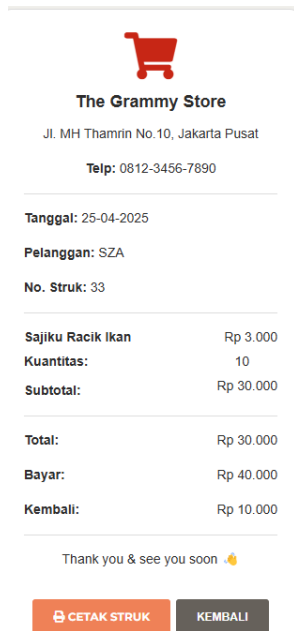 The Grammy Store
Jl. MH Thamrin No.10, Jakarta Pusat
Telp: 0812-3456-7890
Tanggal: 25-04-2025
Pelanggan: SZA
No. Struk: 33
Sajiku Racik Ikan Rp 3.000
Kuantitas: 10
Subtotal: Rp 30.000
Total: Rp 30.000
Bayar: Rp 40.000
Kembali: Rp 10.000
Thank you & see you soon 👋
CETAK STRUK KEMBALI